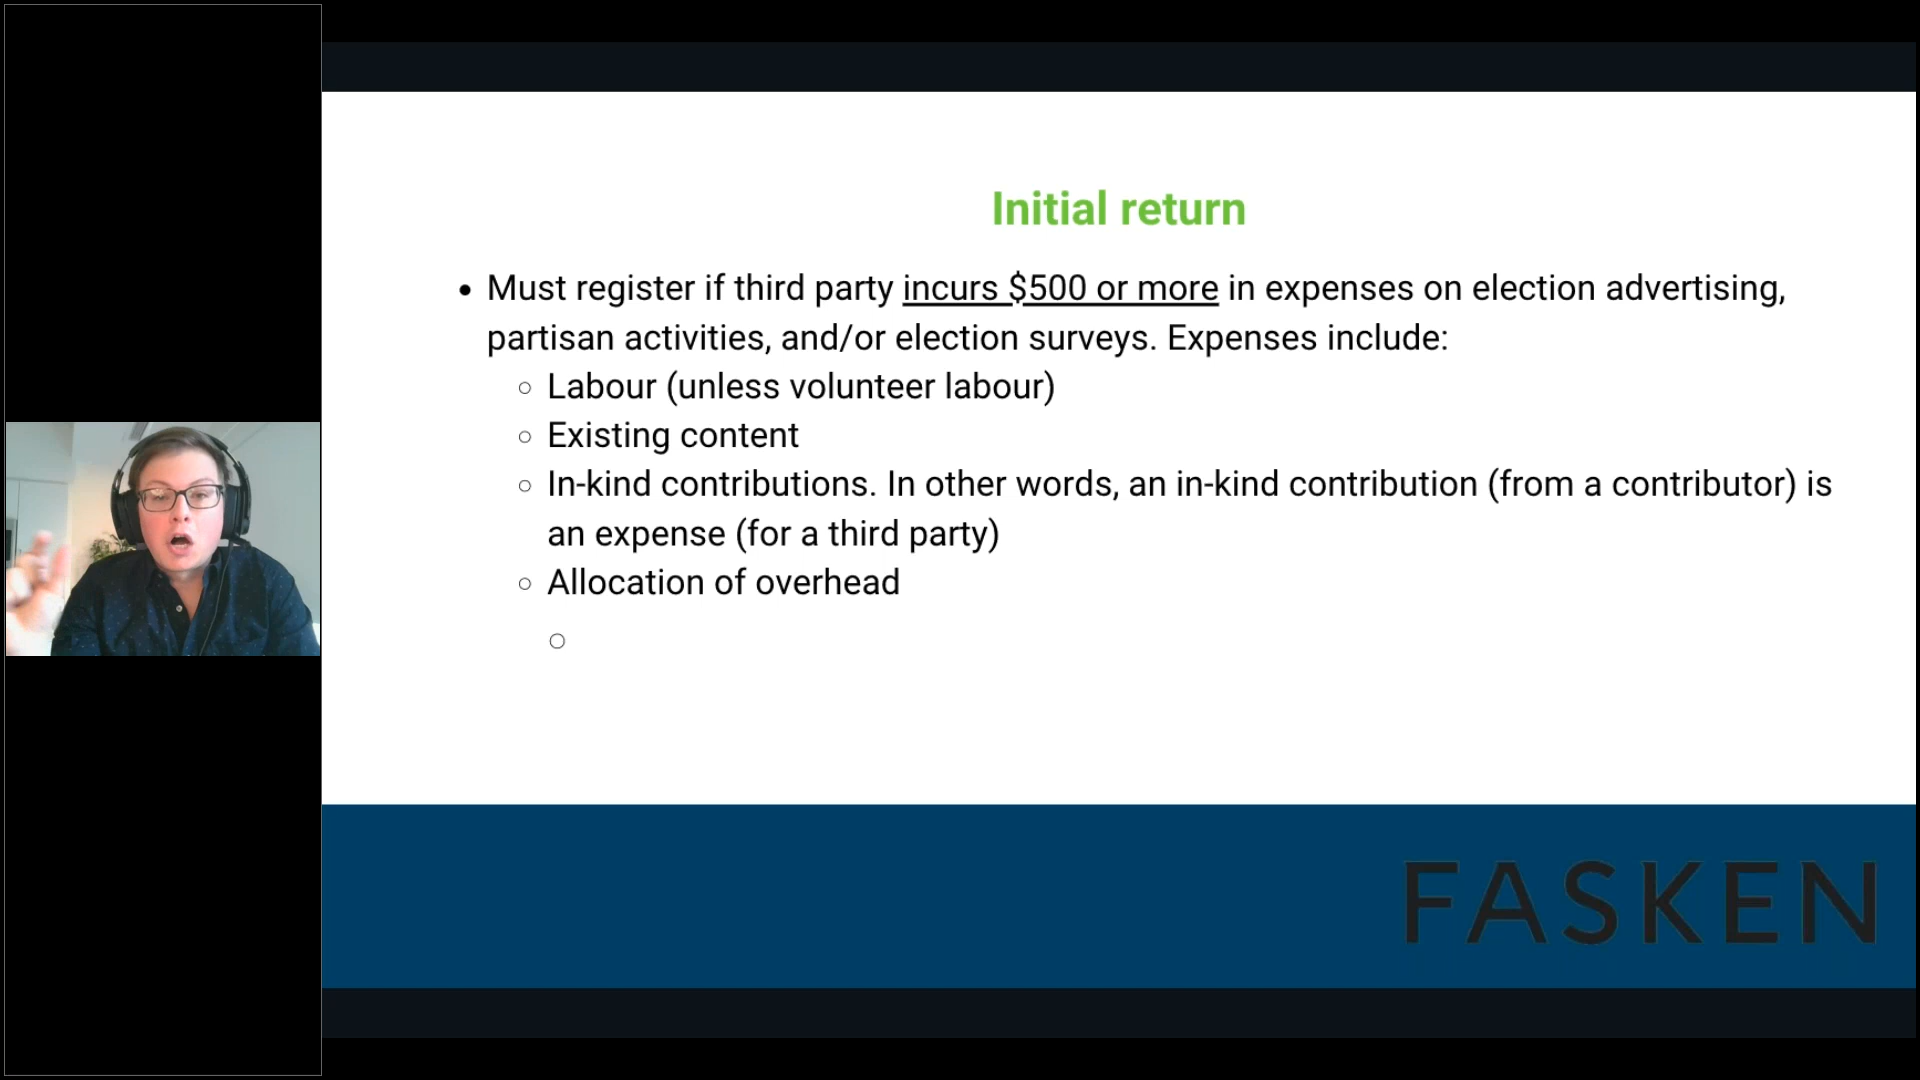 Initial return
• Must register if third party incurs $500 or more in expenses on election advertising,
partisan activities, and/or election surveys. Expenses include:
○ Labour (unless volunteer labour)
○ Existing content
○ In-kind contributions. In other words, an in-kind contribution (from a contributor) is
an expense (for a third party)
○ Allocation of overhead
○
FASKEN